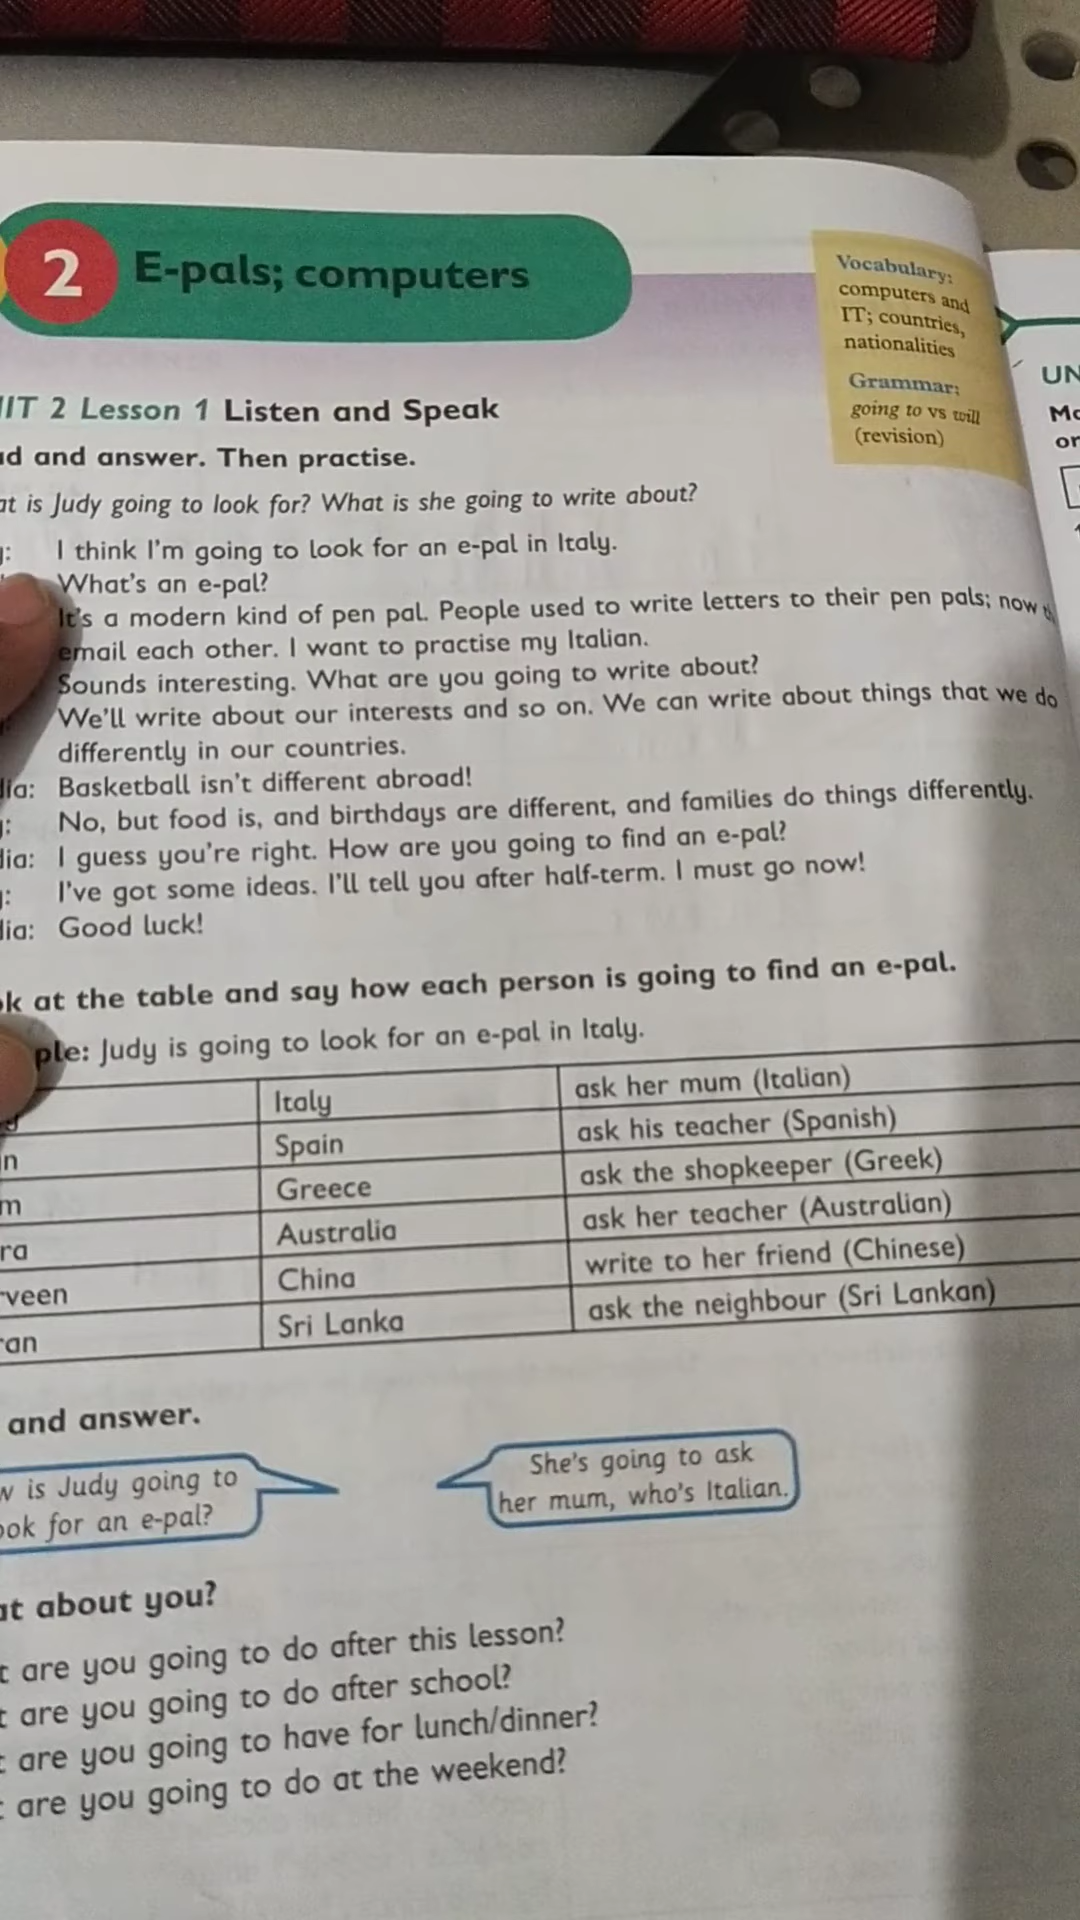 2 E-pals; computers
Vocabulary:
computers and
IT; countries,
nationalities
Grammar:
going to vs will
(revision)
2 Lesson 1 Listen and Speak
and answer. Then practise.
is Judy going to look for? What is she going to write about?
I think I'm going to look for an e-pal in Italy.
What's an e-pal?
It's a modern kind of pen pal. People used to write letters to their pen pals; now
email each other. I want to practise my Italian.
Sounds interesting. What are you going to write about?
We'll write about our interests and so on. We can write about things that we do
differently in our countries.
Basketball isn't different abroad!
No, but food is, and birthdays are different, and families do things differently.
I guess you're right. How are you going to find an e-pal?
I've got some ideas. I'll tell you after half-term. I must go now!
Good luck!
at the table and say how each person is going to find an e-pal.
Judy is going to look for an e-pal in Italy.
Italy ask her mum (Italian)
Spain ask his teacher (Spanish)
Greece ask the shopkeeper (Greek)
Australia ask her teacher (Australian)
China write to her friend (Chinese)
Sri Lanka ask the neighbour (Sri Lankan)
and answer.
is Judy going to
for an e-pal?
She's going to ask
her mum, who's Italian.
about you?
are you going to do after this lesson?
are you going to do after school?
are you going to have for lunch/dinner?
are you going to do at the weekend?